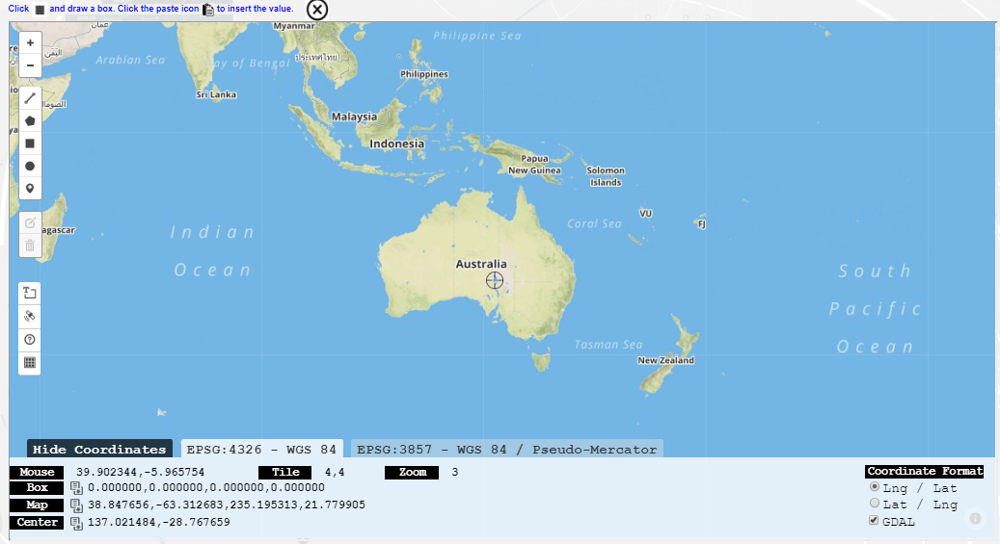 Click and draw a box. Click the paste icon to insert the value.
عمان
Myanmar
Philippine Sea
اليمن
Arabian Sea
ay of Bengal
ประเทศไทย
Philippines
Sri Lanka
الصومال
Malaysia
Indonesia
Papua
New Guinea
Solomon
Islands
VU
FJ
Coral Sea
agascar
Indian
Ocean
Australia
South
Pacific
Ocean
Tasman Sea
New Zealand
Hide Coordinates
EPSG:4326 - WGS 84
EPSG:3857 - WGS 84 / Pseudo-Mercator
Mouse 39.902344,-5.965754 Tile 4,4 Zoom 3
Box 0.000000,0.000000,0.000000,0.000000
Map 38.847656,-63.312683,235.195313,21.779905
Center 137.021484,-28.767659
Coordinate Format
Lng / Lat
Lat / Lng
GDAL